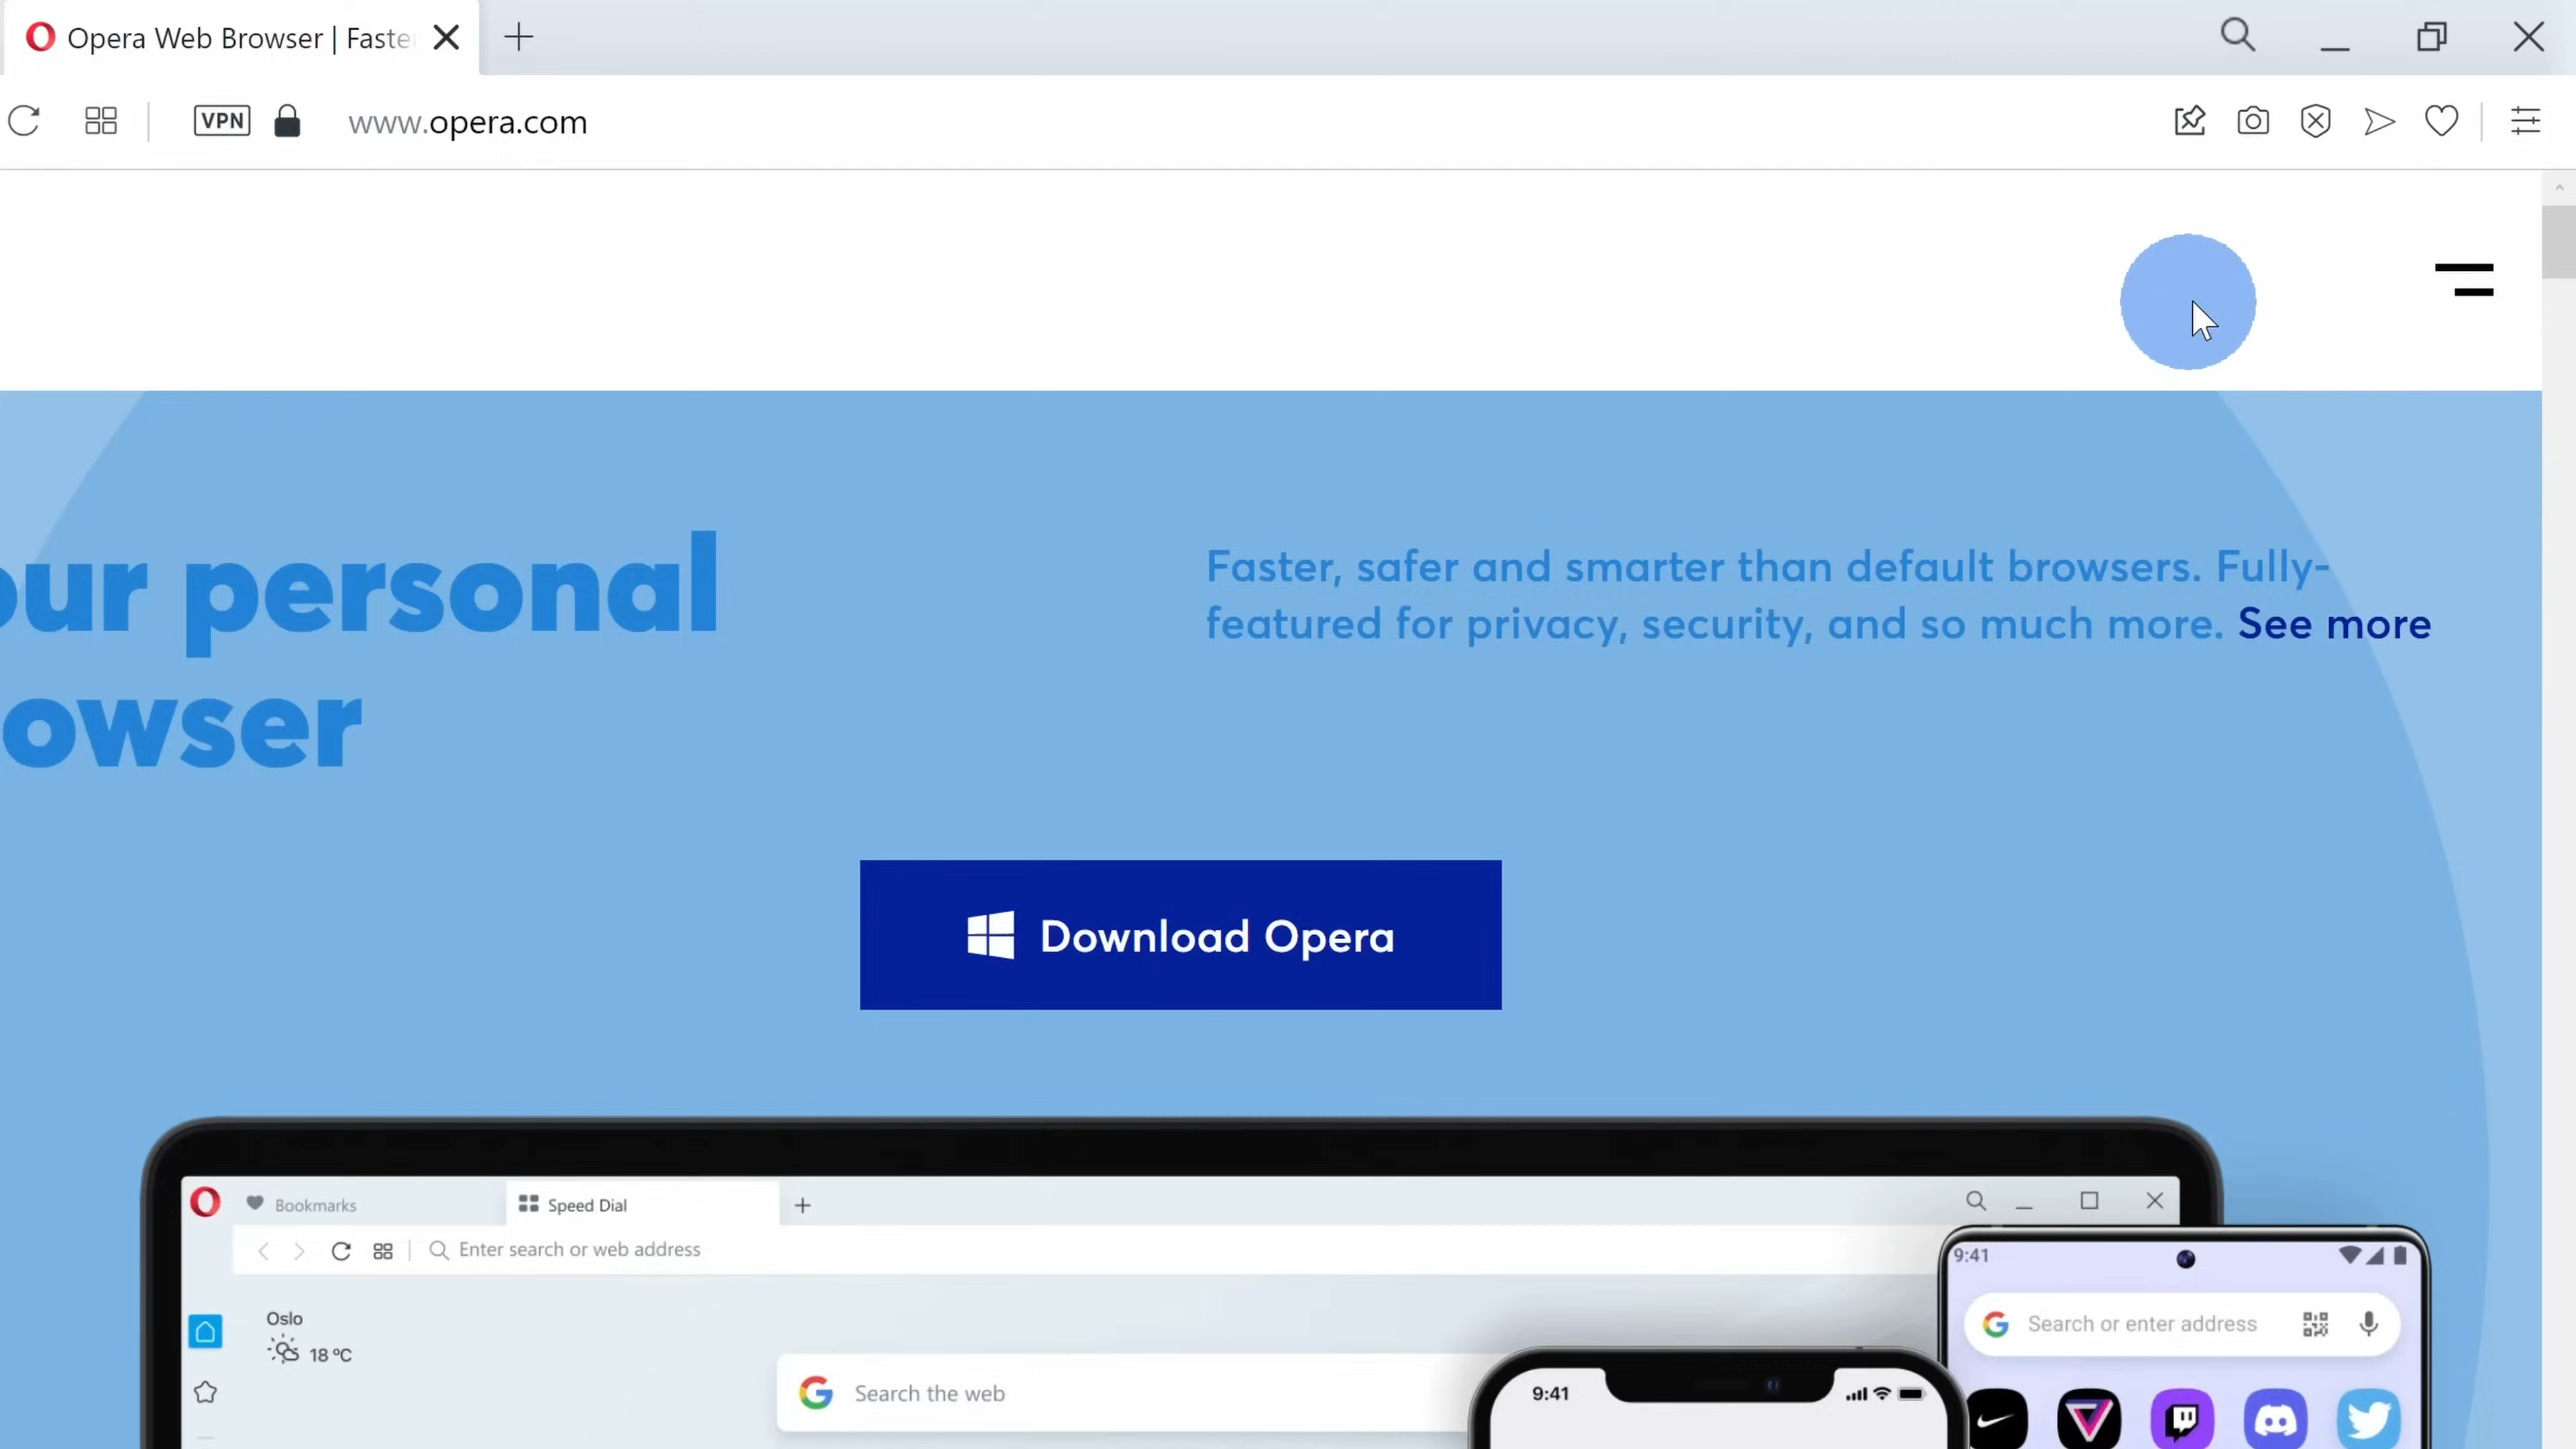 Opera Web Browser | Faste
VPN
www.opera.com
our personal
owser
Faster, safer and smarter than default browsers. Fully-
featured for privacy, security, and so much more. See more
Download Opera
Bookmarks
Speed Dial
Enter search or web address
Oslo
18 °C
Search the web
9:41
Search or enter address
9:41